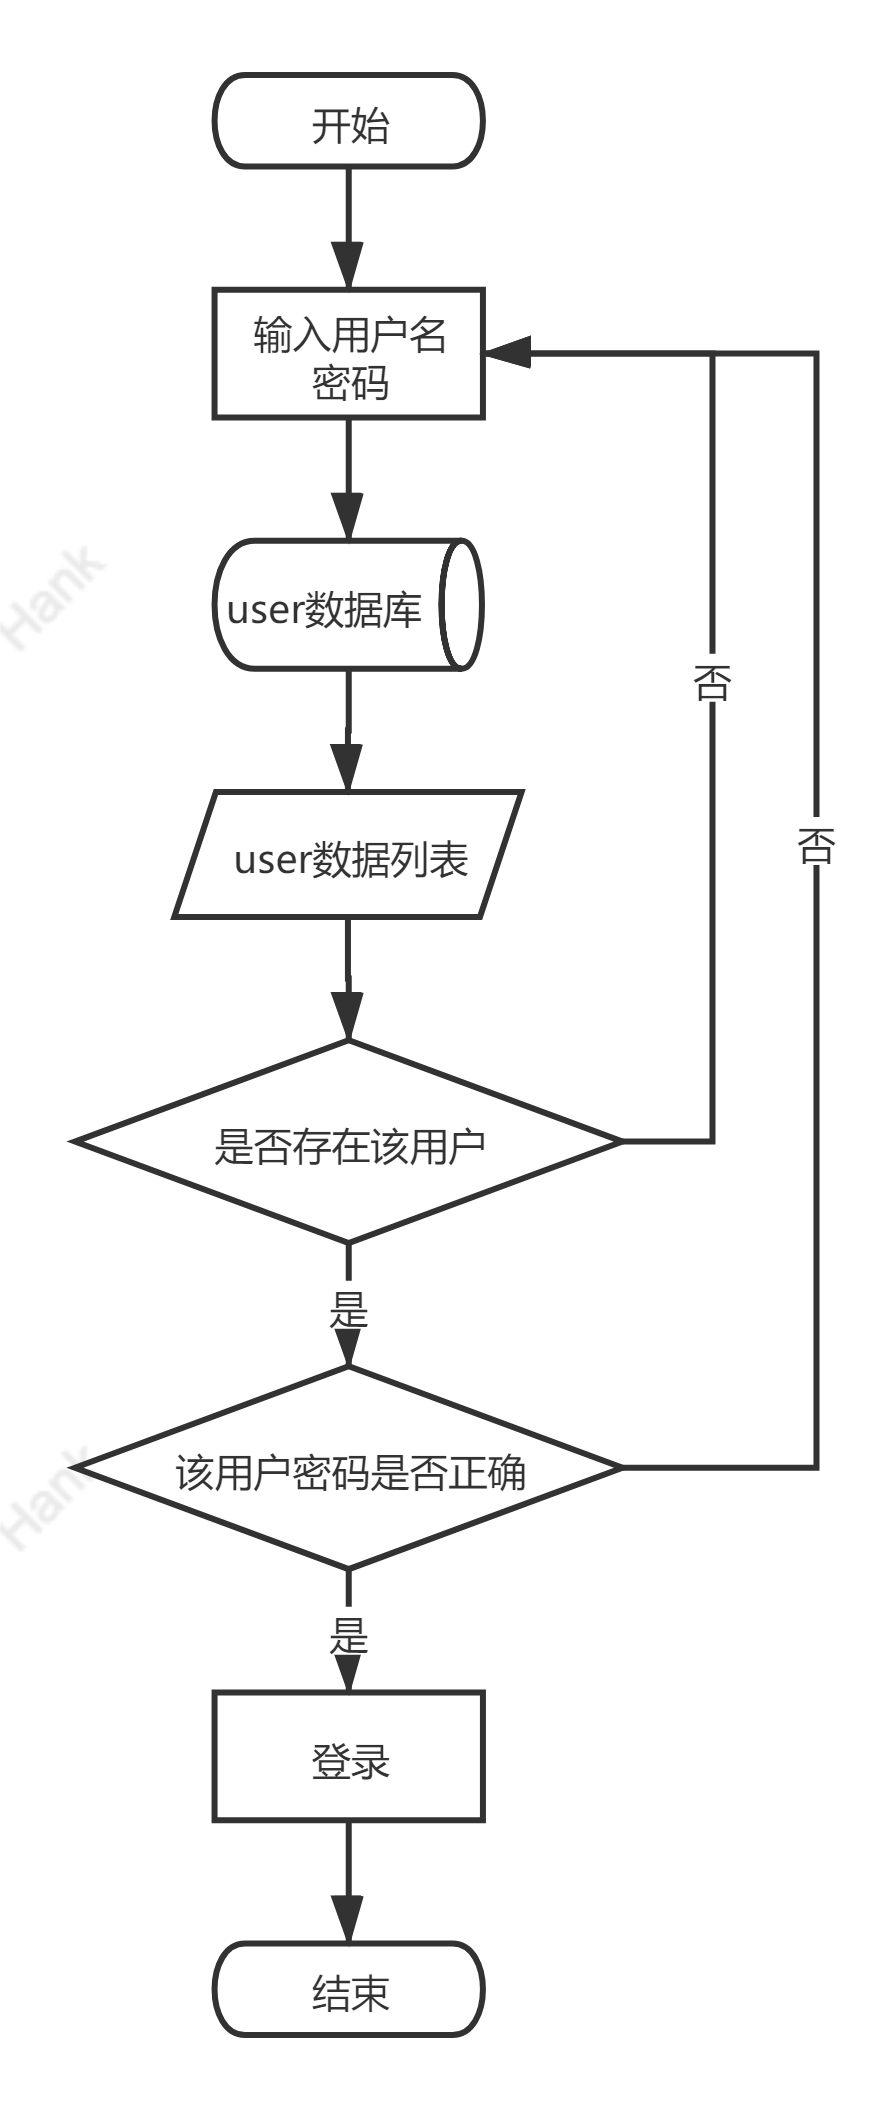 开始
输入用户名
密码
user数据库
Hank
否
user数据列表
否
是否存在该用户
是
该用户密码是否正确
Hank
是
登录
结束